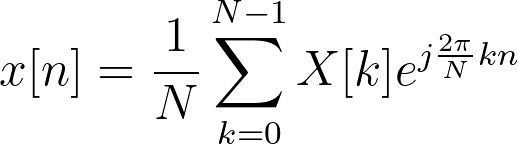 x[n] = \frac{1}{N} \sum_{k=0}^{N-1} X[k] e^{j \frac{2\pi}{N} kn}